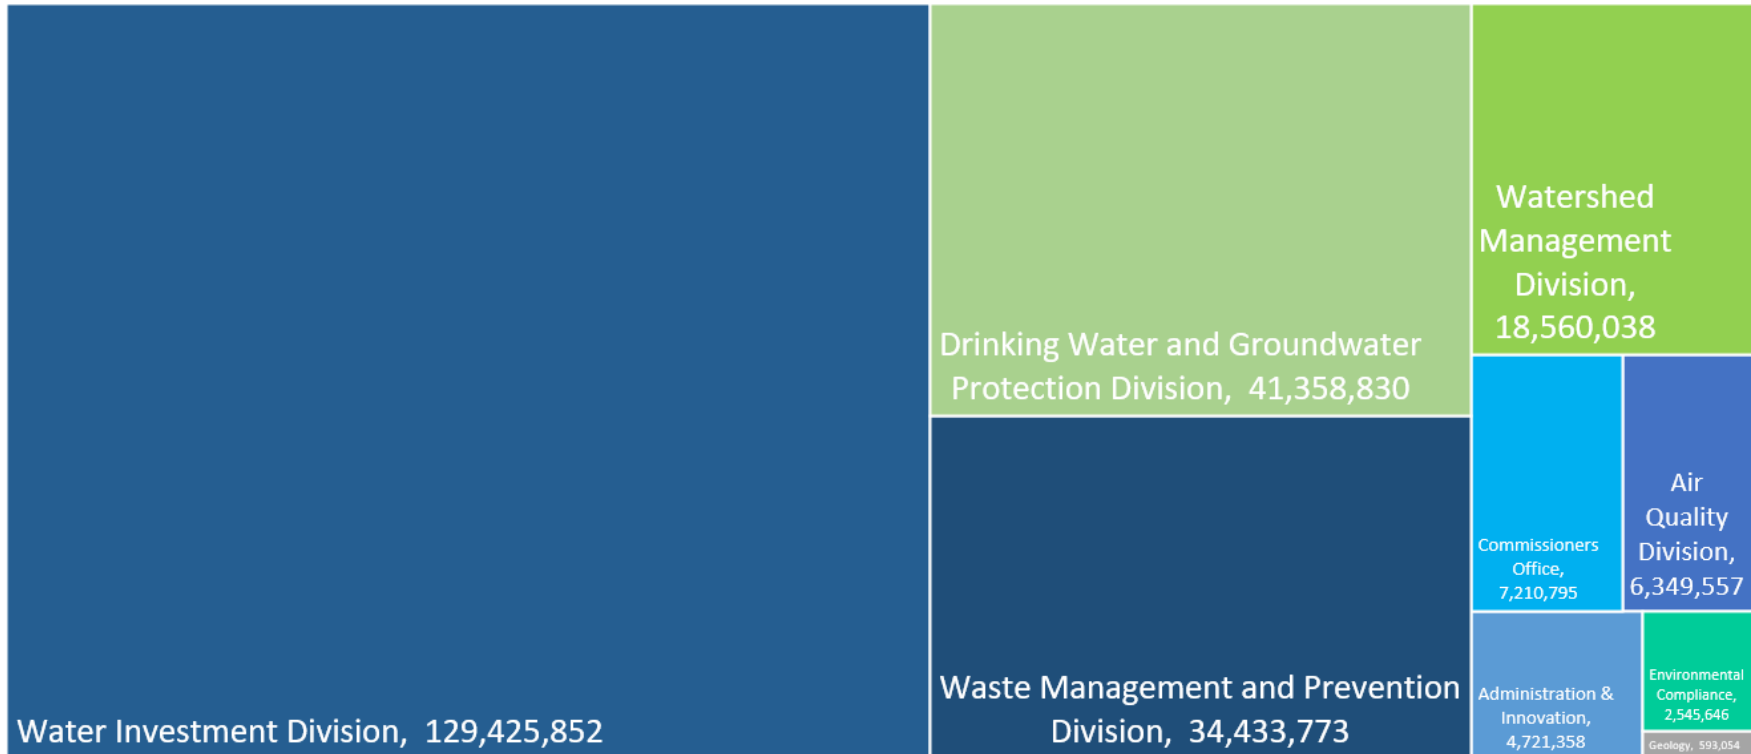 Water Investment Division, 129,425,852
Drinking Water and Groundwater
Protection Division, 41,358,830
Waste Management and Prevention
Division, 34,433,773
Watershed
Management
Division,
18,560,038
Commissioners
Office,
7,210,795
Air
Quality
Division,
6,349,557
Administration &
Innovation,
4,721,358
Environmental
Compliance,
2,545,646
Geology, 593,054